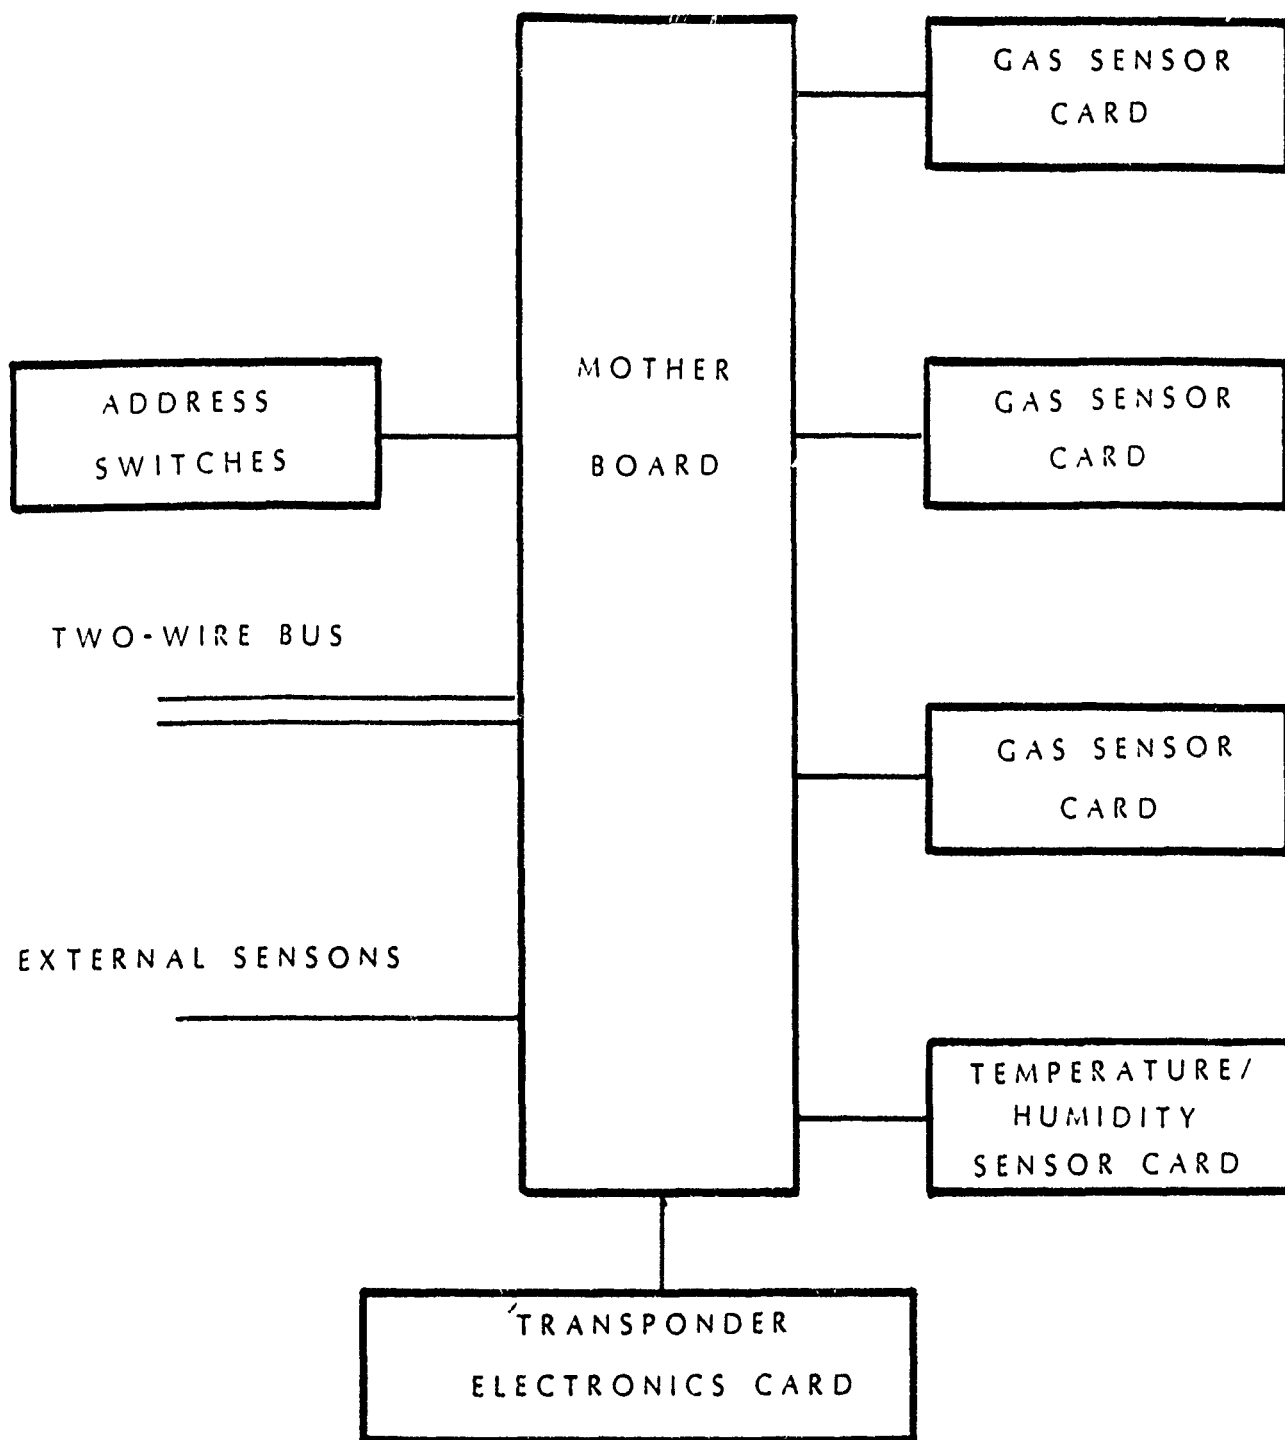 GAS SENSOR
CARD
MOTHER
BOARD
ADDRESS
SWITCHES
GAS SENSOR
CARD
TWO-WIRE BUS
GAS SENSOR
CARD
EXTERNAL SENSONS
TEMPERATURE/
HUMIDITY
SENSOR CARD
TRANSPONDER
ELECTRONICS CARD